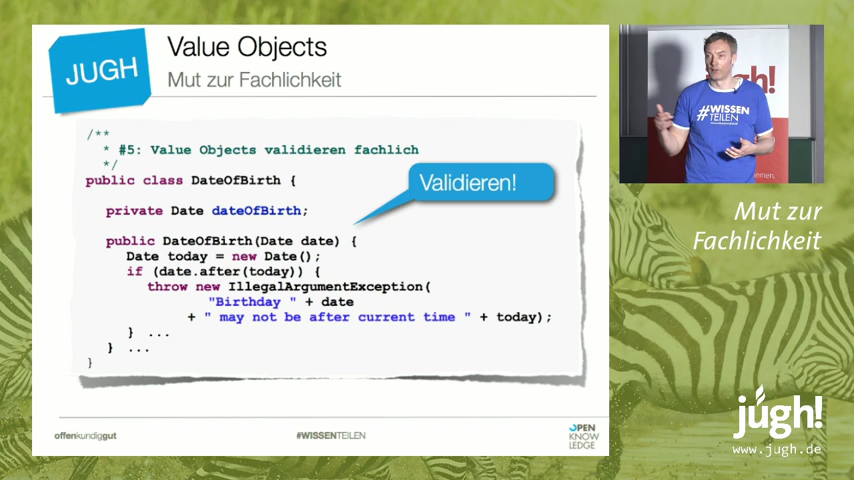 JUGH
Value Objects
Mut zur Fachlichkeit
/**
* #5: Value Objects validieren fachlich
*/
public class DateOfBirth {
private Date dateOfBirth;
public DateOfBirth(Date date) {
Date today = new Date();
if (date.after(today)) {
throw new IllegalArgumentException(
"Birthday " + date
+ " may not be after current time " + today);
} ...
} ...
}
Validieren!
offenkundiggut
#WISSENTEILEN
OPEN
KNOW
LEDGE
jugh!
#WISSEN
TEILEN
Mut zur
Fachlichkeit
jugh!
www.jugh.de